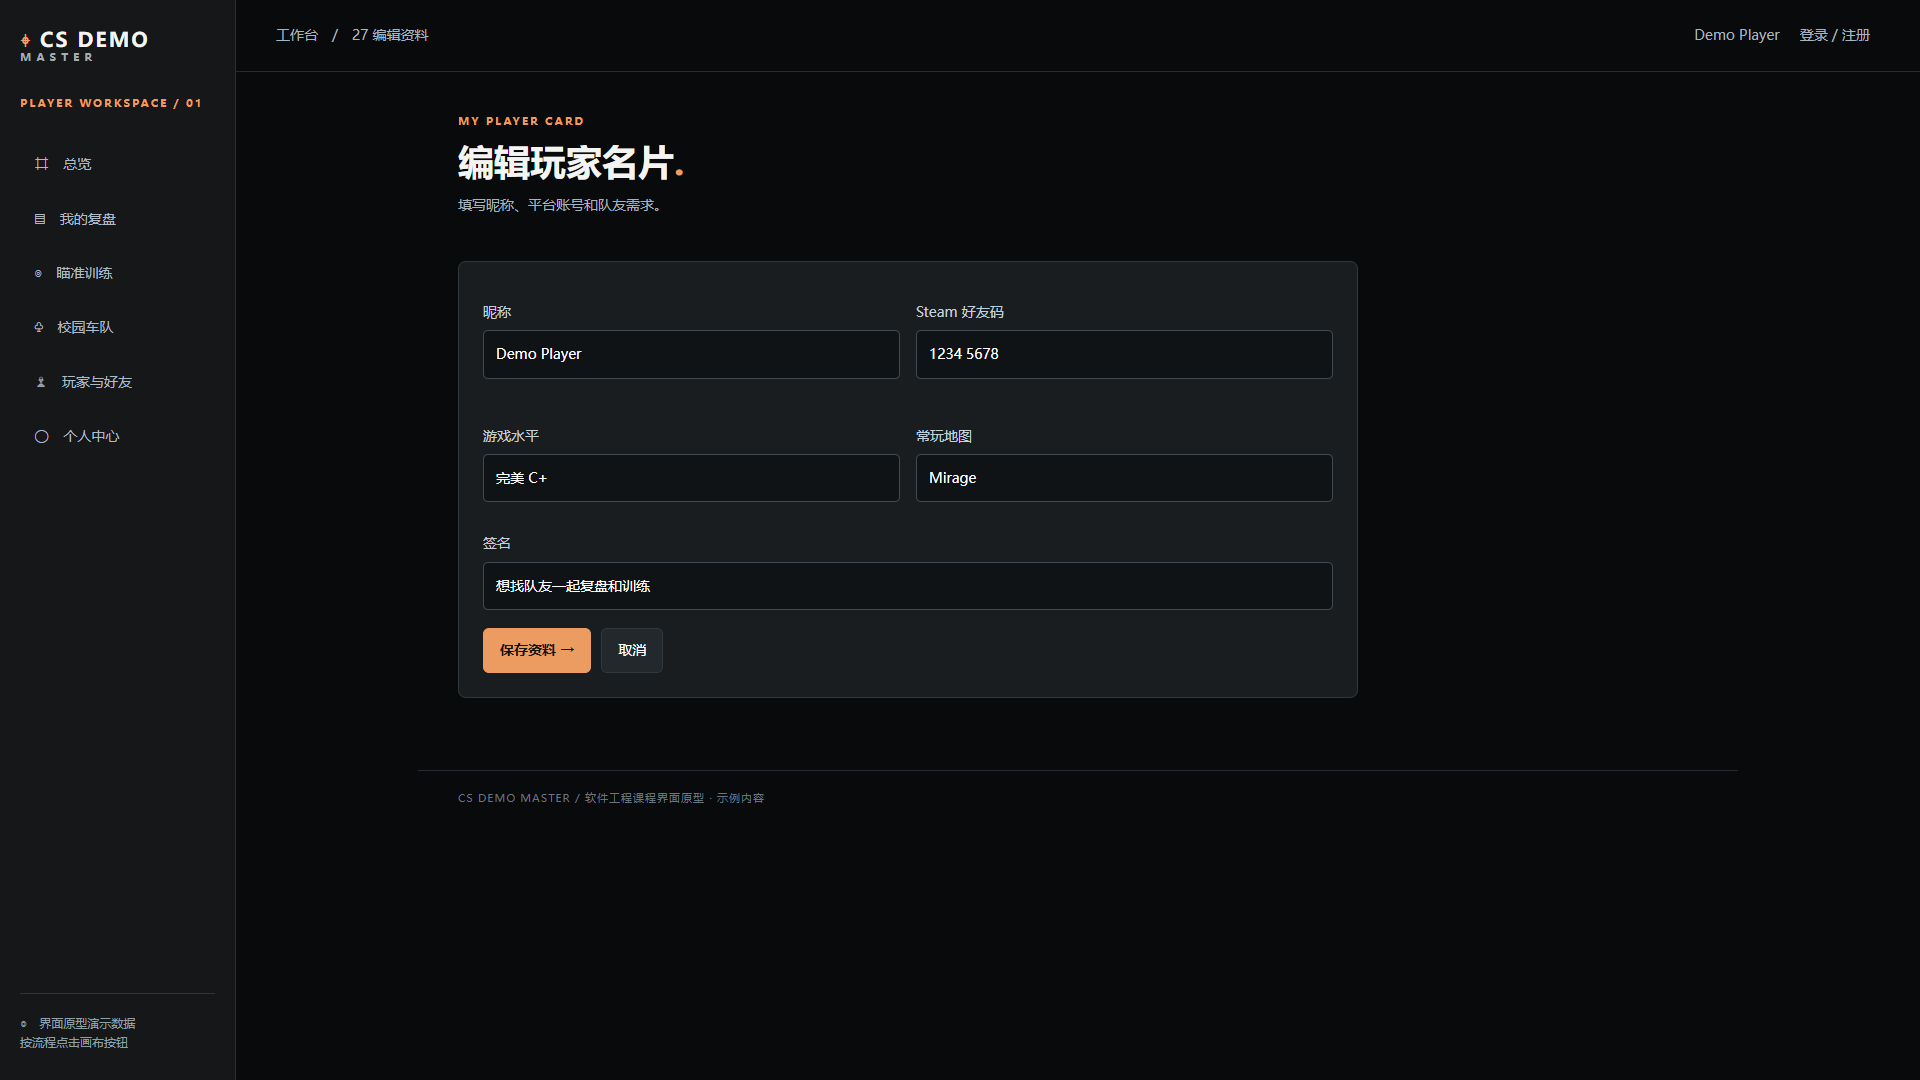 CS DEMO
MASTER
PLAYER WORKSPACE / 01
总览
我的复盘
瞄准训练
校园车队
玩家与好友
个人中心
界面原型演示数据
按流程点击画布按钮
工作台 / 27 编辑资料
Demo Player 登录 / 注册
MY PLAYER CARD
编辑玩家名片.
填写昵称、平台账号和队友需求。
昵称
Demo Player
Steam 好友码
1234 5678
游戏水平
完美 C+
常玩地图
Mirage
签名
想找队友一起复盘和训练
保存资料 →
取消
CS DEMO MASTER / 软件工程课程界面原型 · 示例内容